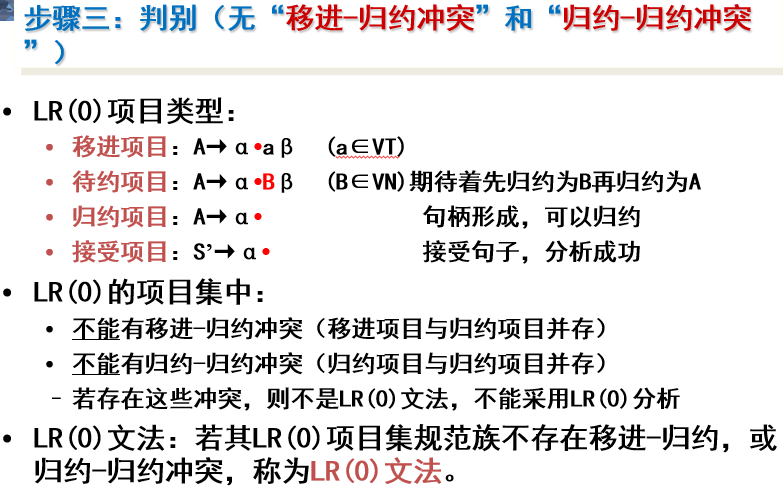 步骤三：判别（无“移进-归约冲突”和“归约-归约冲突
”）
• LR(0)项目类型：
• 移进项目：A→ α•aβ （a∈VT）
• 待约项目：A→ α•Bβ （B∈VN)期待着先归约为B再归约为A
• 归约项目：A→ α• 句柄形成，可以归约
• 接受项目：S’→ α• 接受句子，分析成功
• LR(0)的项目集中：
• 不能有移进-归约冲突（移进项目与归约项目并存）
• 不能有归约-归约冲突（归约项目与归约项目并存）
– 若存在这些冲突，则不是LR(0)文法，不能采用LR(0)分析
• LR(0)文法：若其LR(0)项目集规范族不存在移进-归约，或
归约-归约冲突，称为LR(0)文法。